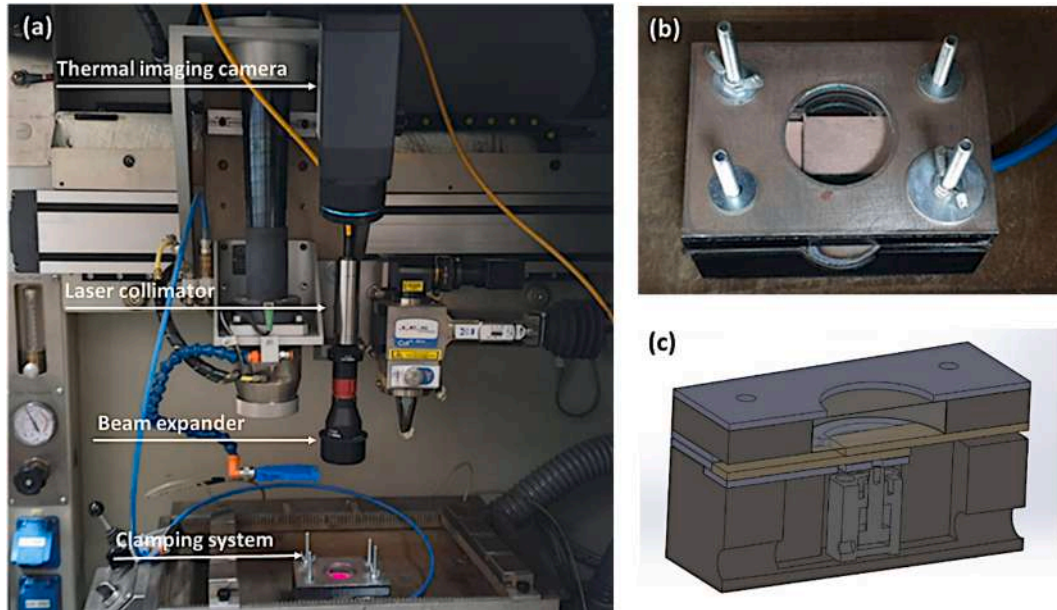 (a)
Thermal imaging camera
Laser collimator
Beam expander
Clamping system
(b)
(c)